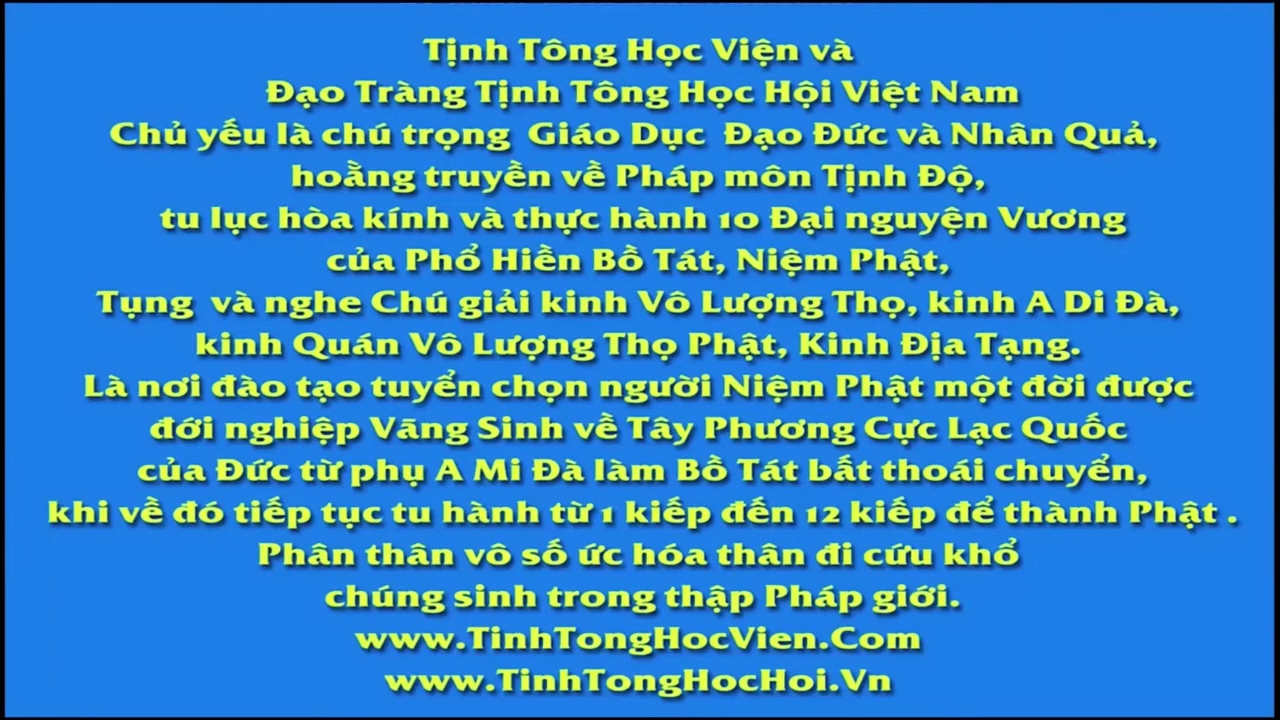 Tịnh Tông Học Viện và
Đạo Tràng Tịnh Tông Học Hội Việt Nam
Chủ yếu là chú trọng Giáo Dục Đạo Đức và Nhân Quả,
hoằng truyền về Pháp môn Tịnh Độ,
tu lục hòa kính và thực hành 10 Đại nguyện Vương
của Phổ Hiền Bồ Tát, Niệm Phật,
Tụng và nghe Chú giải kinh Vô Lượng Thọ, kinh A Di Đà,
kinh Quán Vô Lượng Thọ Phật, Kinh Địa Tạng.
Là nơi đào tạo tuyển chọn người Niệm Phật một đời được
đới nghiệp Vãng Sinh về Tây Phương Cực Lạc Quốc
của Đức từ phụ A Mi Đà làm Bồ Tát bất thoái chuyển,
khi về đó tiếp tục tu hành từ 1 kiếp đến 12 kiếp để thành Phật .
Phân thân vô số ức hóa thân đi cứu khổ
chúng sinh trong thập Pháp giới.
www.TinhTongHocVien.Com
www.TinhTongHocHoi.Vn